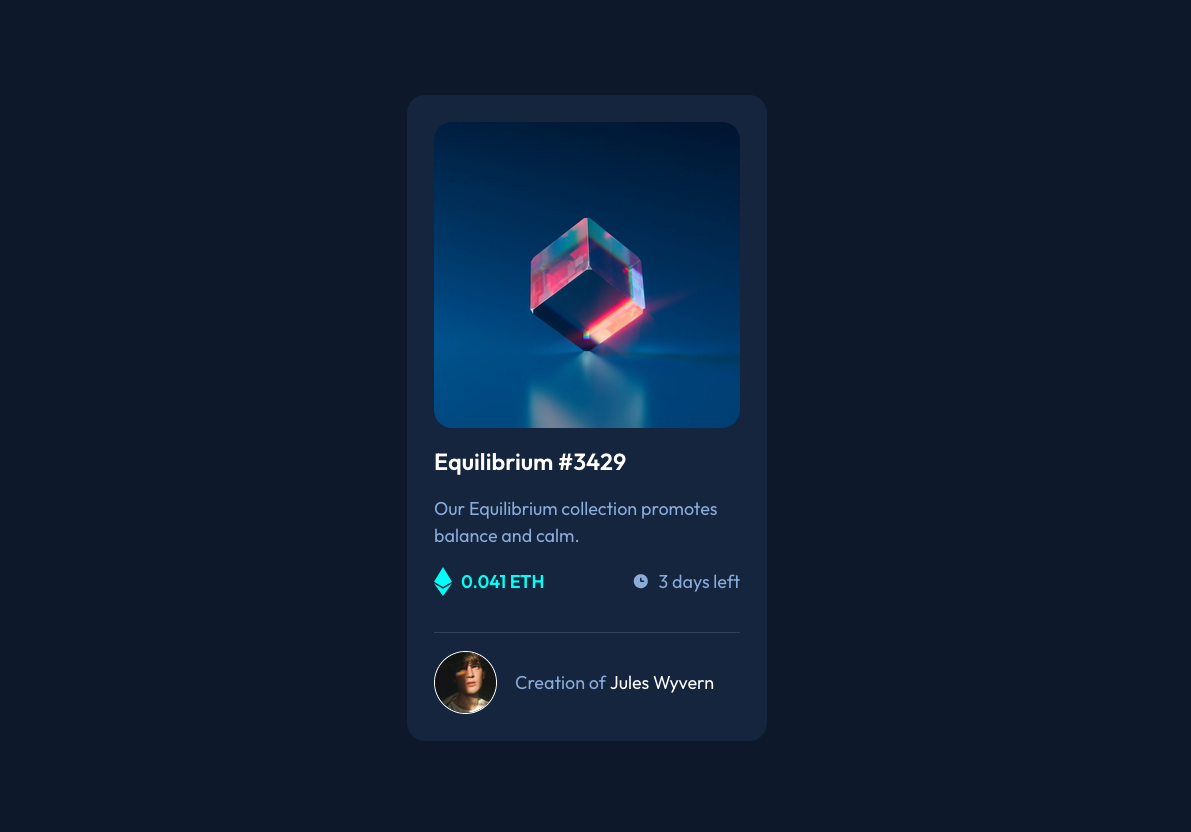 Equilibrium #3429
Our Equilibrium collection promotes
balance and calm.
0.041 ETH 3 days left
Creation of Jules Wyvern